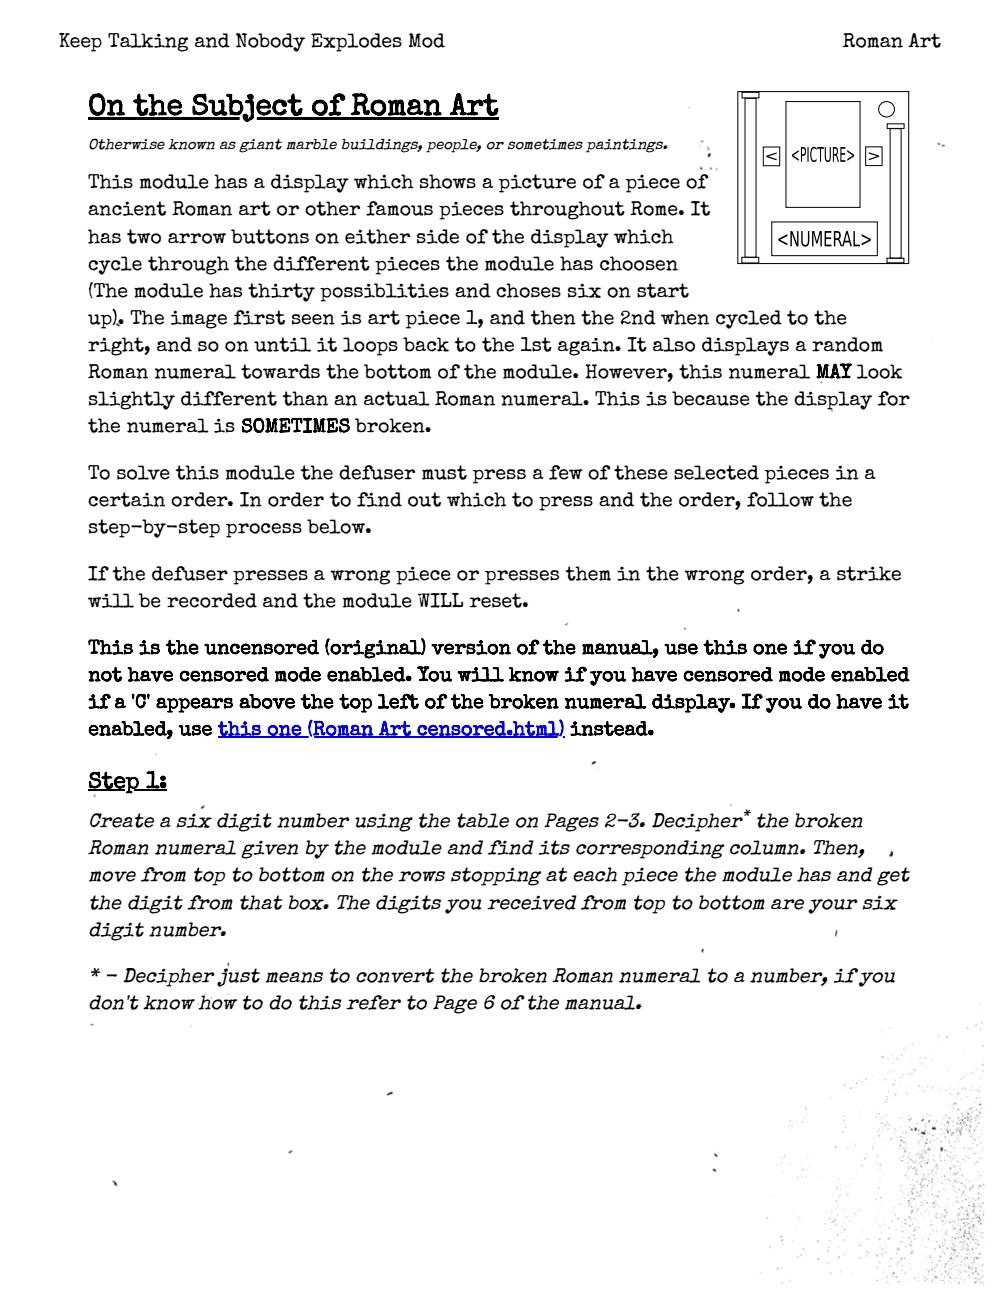 Keep Talking and Nobody Explodes Mod
Roman Art
On the Subject of Roman Art
Otherwise known as giant marble buildings, people, or sometimes paintings.
<
<PICTURE>
>
<NUMERAL>
This module has a display which shows a picture of a piece of
ancient Roman art or other famous pieces throughout Rome. It
has two arrow buttons on either side of the display which
cycle through the different pieces the module has choosen
(The module has thirty possiblities and choses six on start
up). The image first seen is art piece 1, and then the 2nd when cycled to the
right, and so on until it loops back to the 1st again. It also displays a random
Roman numeral towards the bottom of the module. However, this numeral MAY look
slightly different than an actual Roman numeral. This is because the display for
the numeral is SOMETIMES broken.
To solve this module the defuser must press a few of these selected pieces in a
certain order. In order to find out which to press and the order, follow the
step-by-step process below.
If the defuser presses a wrong piece or presses them in the wrong order, a strike
will be recorded and the module WILL reset.
This is the uncensored (original) version of the manual, use this one if you do
not have censored mode enabled. You will know if you have censored mode enabled
if a 'C' appears above the top left of the broken numeral display. If you do have it
enabled, use this one (Roman Art censored.html) instead.
Step 1:
Create a six digit number using the table on Pages 2-3. Decipher* the broken
Roman numeral given by the module and find its corresponding column. Then,
move from top to bottom on the rows stopping at each piece the module has and get
the digit from that box. The digits you received from top to bottom are your six
digit number.
* - Decipher just means to convert the broken Roman numeral to a number, if you
don't know how to do this refer to Page 6 of the manual.